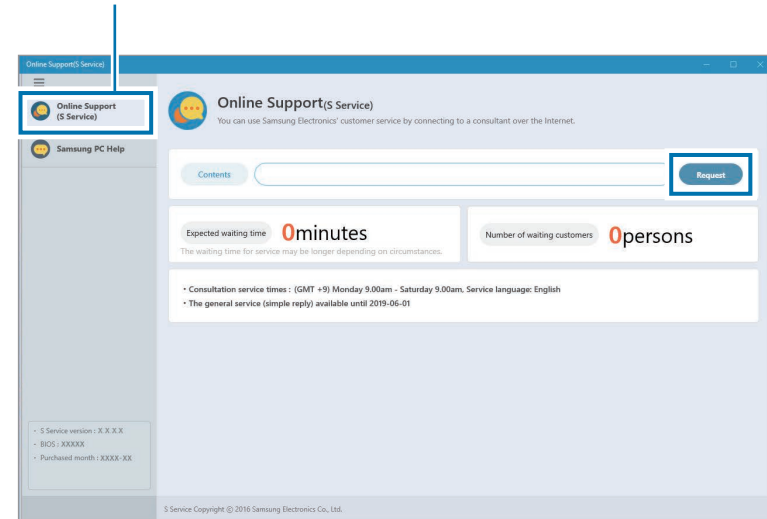 Online Support(S Service)
Online Support
(S Service)
Samsung PC Help
Online Support(S Service)
You can use Samsung Electronics' customer service by connecting to a consultant over the Internet.
Contents
Request
Expected waiting time 0minutes
The waiting time for service may be longer depending on circumstances.
Number of waiting customers 0persons
• Consultation service times : (GMT +9) Monday 9.00am - Saturday 9.00am, Service language: English
• The general service (simple reply) available until 2019-06-01
• S Service version : X X X X
• BIOS : XXXXX
• Purchased month : XXXX-XX
S Service Copyright © 2016 Samsung Electronics Co., Ltd.